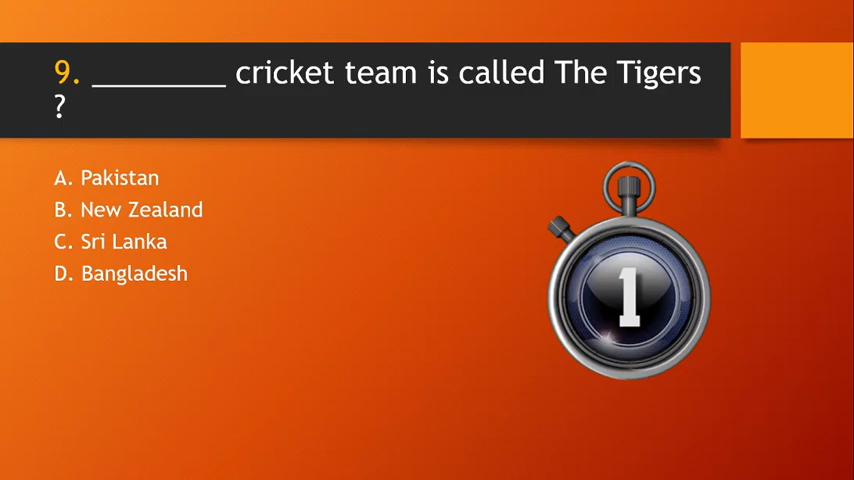 9. ________ cricket team is called The Tigers
?
A. Pakistan
B. New Zealand
C. Sri Lanka
D. Bangladesh
1